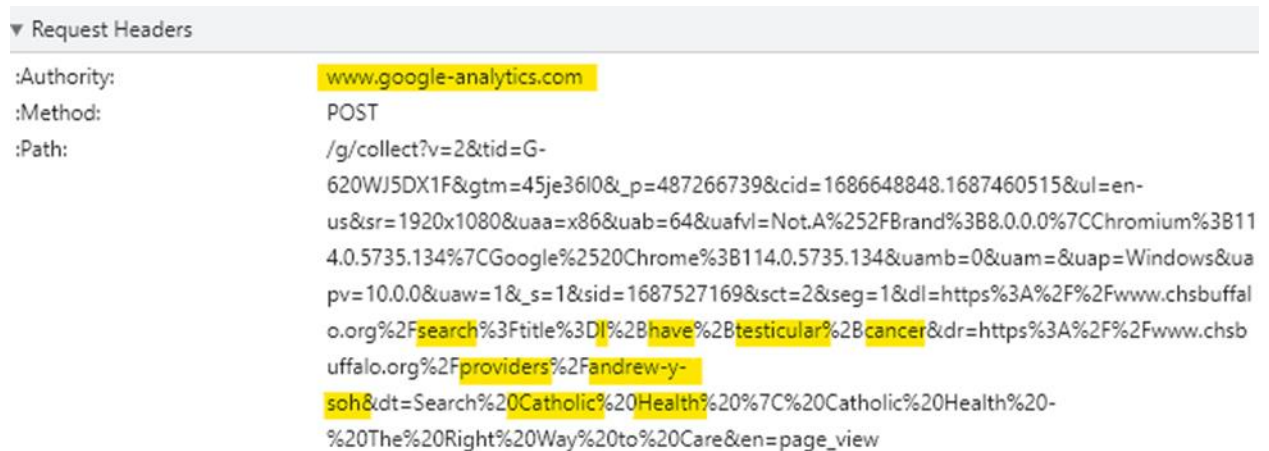 ▼ Request Headers
:Authority: www.google-analytics.com
:Method: POST
:Path: /g/collect?v=2&tid=G-
620WJ5DX1F&gtm=45je36l0&_p=487266739&cid=1686648848.1687460515&ul=en-
us&sr=1920x1080&uaa=x86&uab=64&uafvl=Not.A%252FBrand%3B8.0.0.0%7CChromium%3B11
4.0.5735.134%7CGoogle%2520Chrome%3B114.0.5735.134&uamb=0&uam=&uap=Windows&ua
pv=10.0.0&uaw=1&_s=1&sid=1687527169&sct=2&seg=1&dl=https%3A%2F%2Fwww.chsbuffal
o.org%2Fsearch%3Ftitle%3DI%2Bhave%2Btesticular%2Bcancer&dr=https%3A%2F%2Fwww.chsb
uffalo.org%2Fproviders%2Fandrew-y-
soh&dt=Search%20Catholic%20Health%20%7C%20Catholic%20Health%20-
%20The%20Right%20Way%20to%20Care&en=page_view